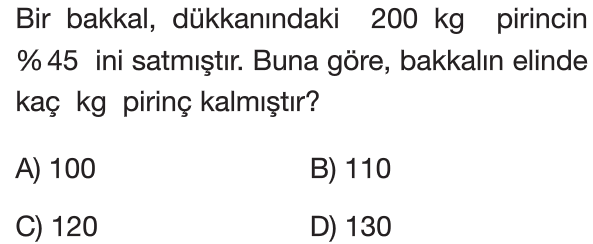 Bir bakkal, dükkanındaki 200 kg pirincin
% 45 ini satmıştır. Buna göre, bakkalın elinde
kaç kg pirinç kalmıştır?
A) 100 B) 110
C) 120 D) 130